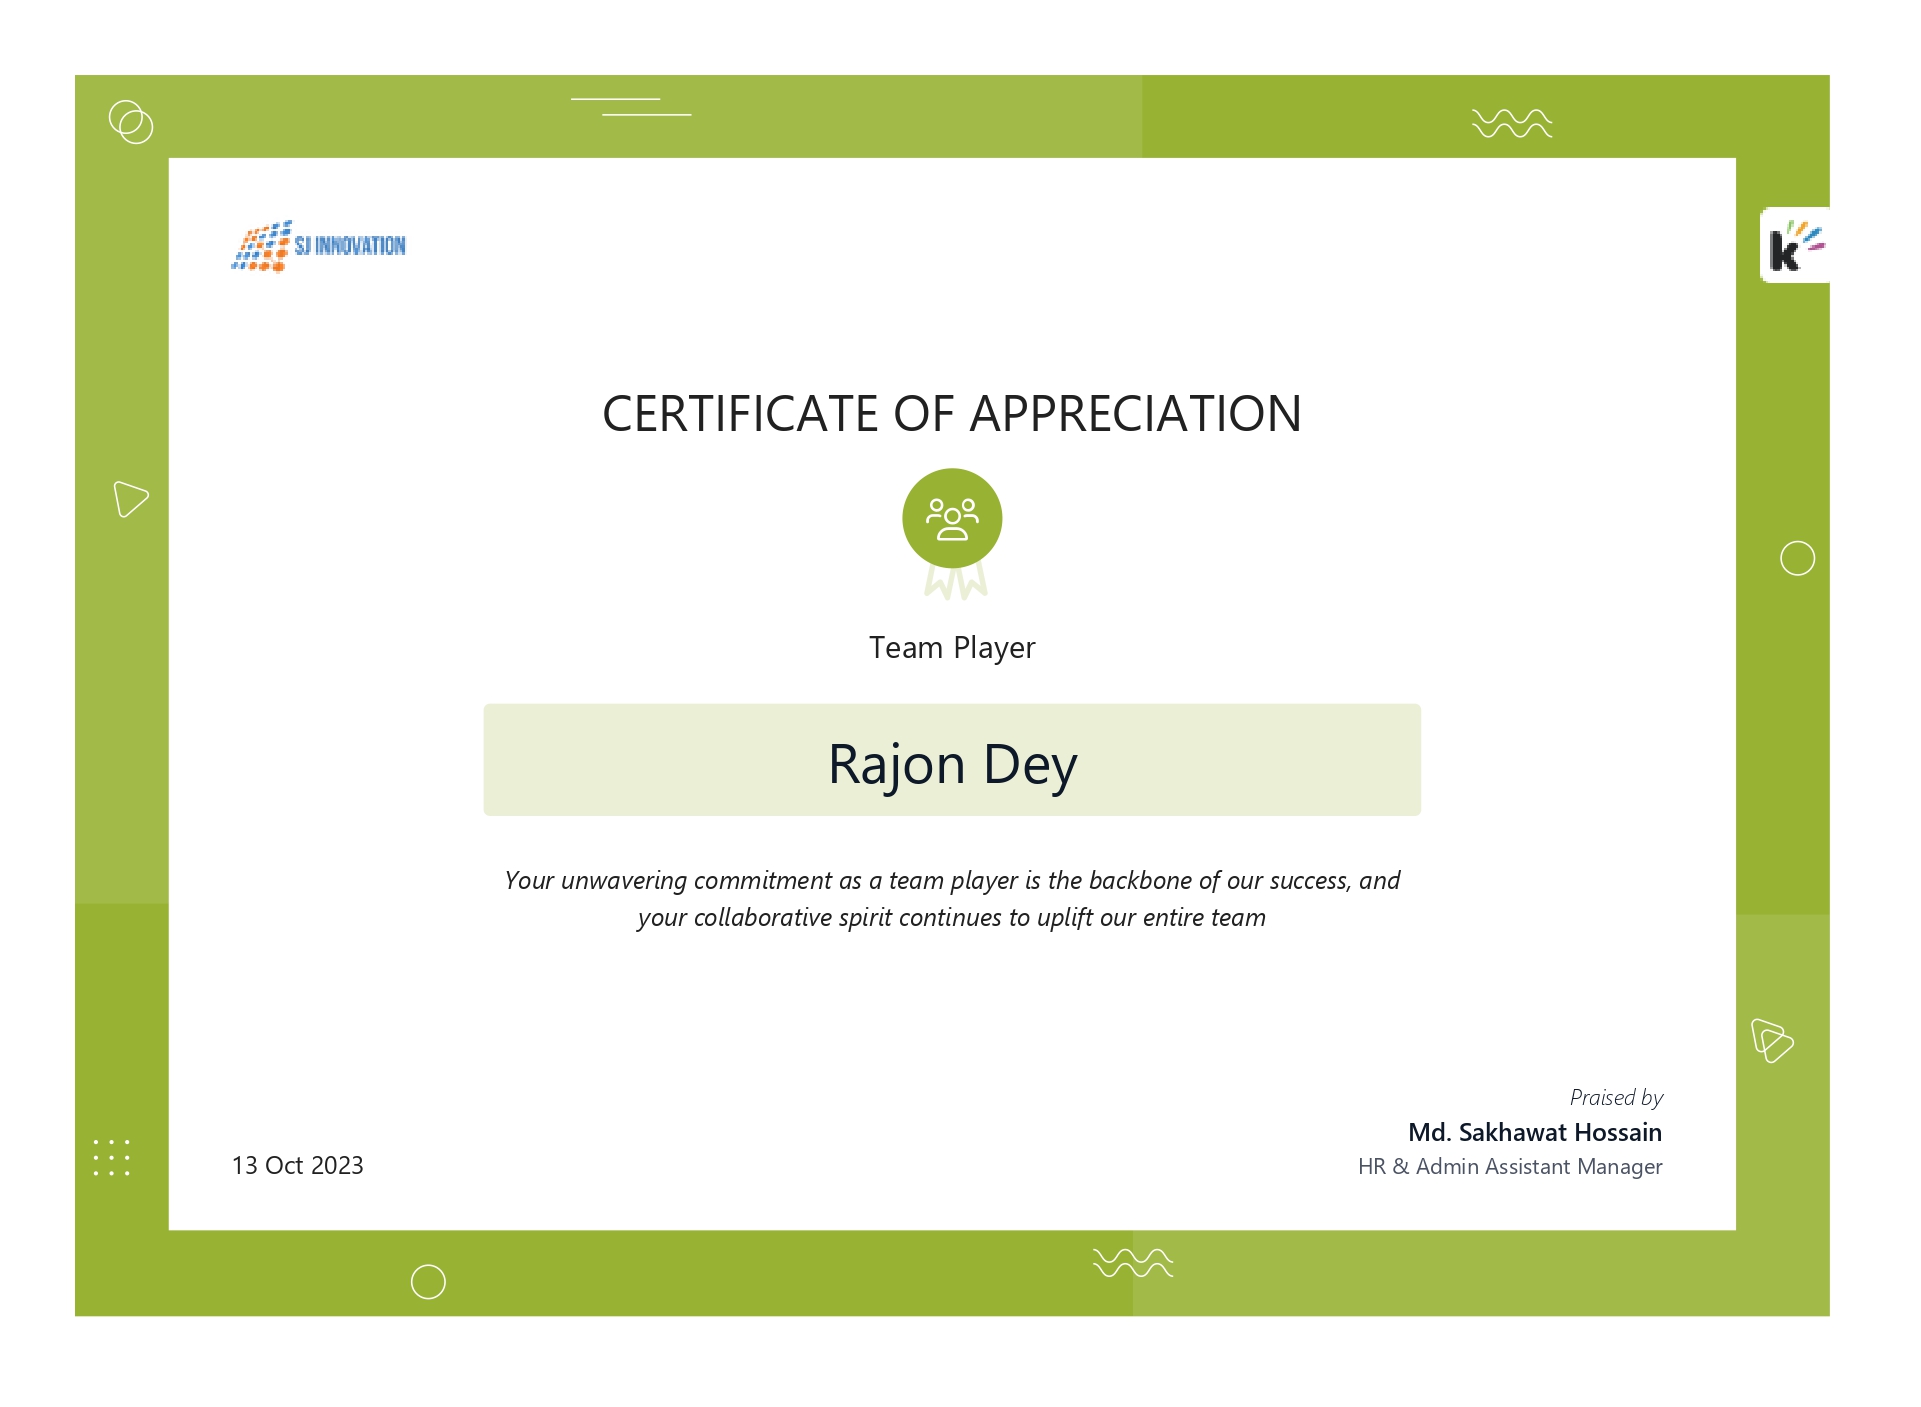 SJ INNOVATION
k
CERTIFICATE OF APPRECIATION
Team Player
Rajon Dey
Your unwavering commitment as a team player is the backbone of our success, and
your collaborative spirit continues to uplift our entire team
Praised by
Md. Sakhawat Hossain
HR & Admin Assistant Manager
13 Oct 2023